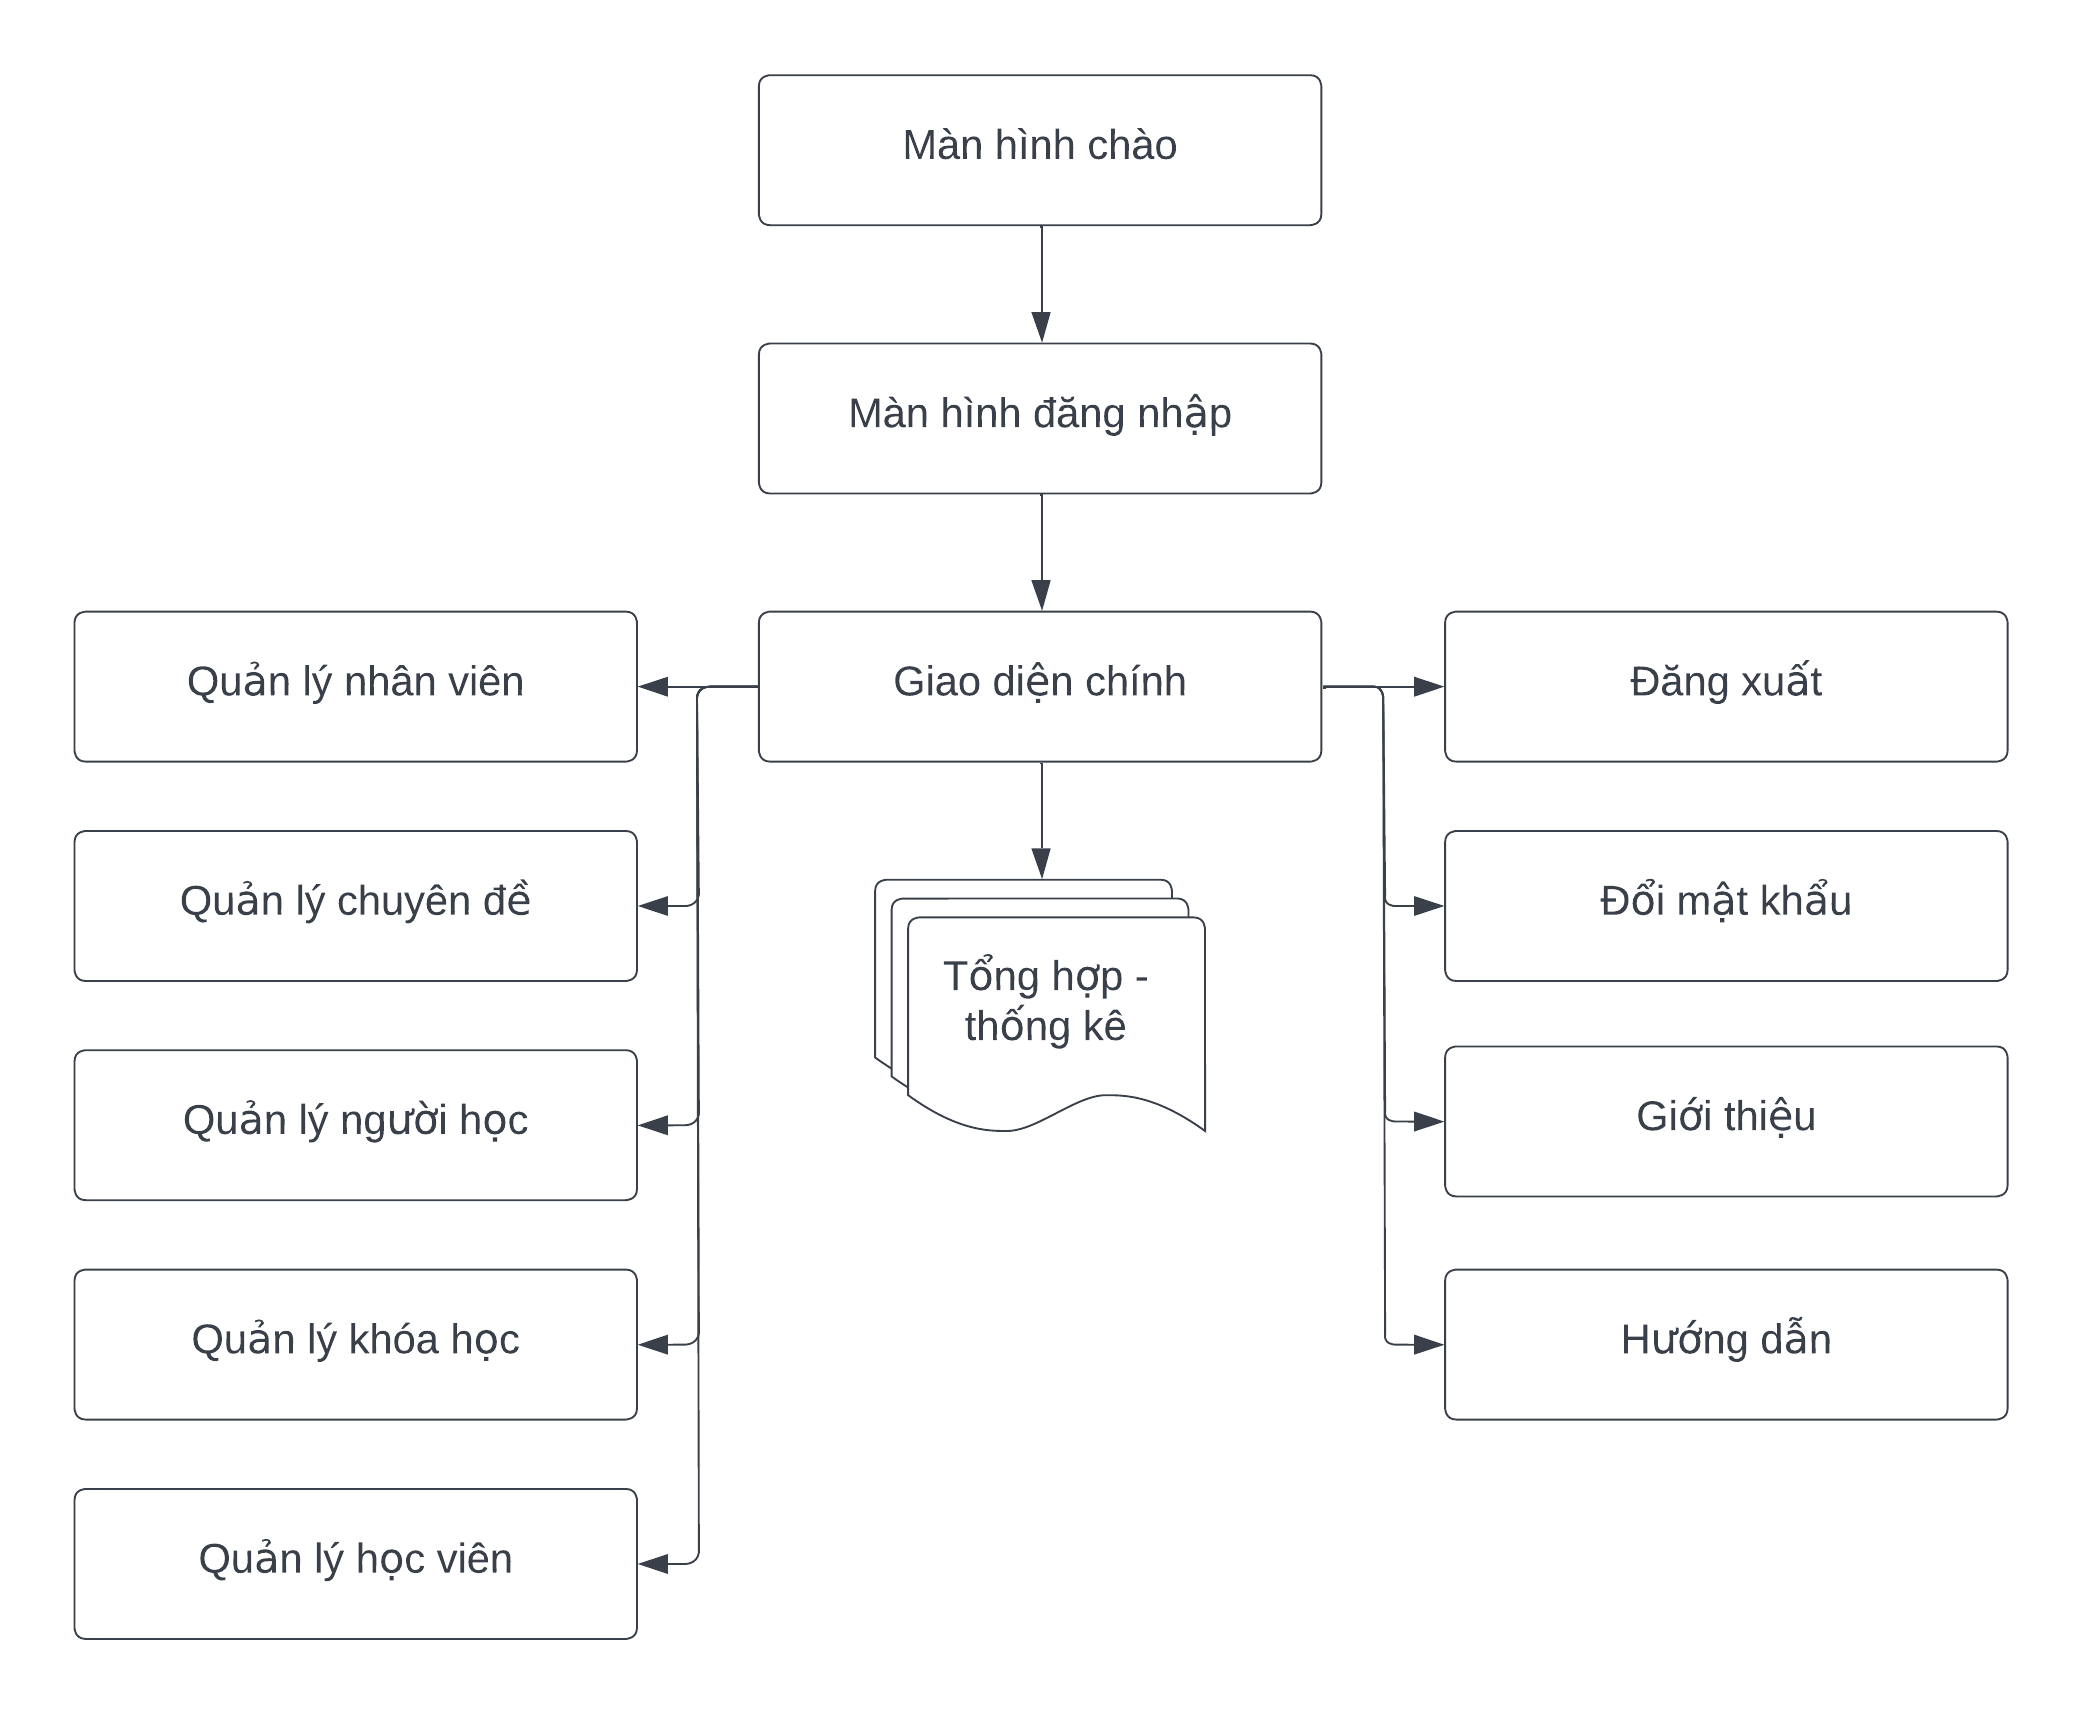 Màn hình chào
Màn hình đăng nhập
Quản lý nhân viên
Giao diện chính
Đăng xuất
Quản lý chuyên đề
Đổi mật khẩu
Tổng hợp -
thống kê
Quản lý người học
Giới thiệu
Quản lý khóa học
Hướng dẫn
Quản lý học viên